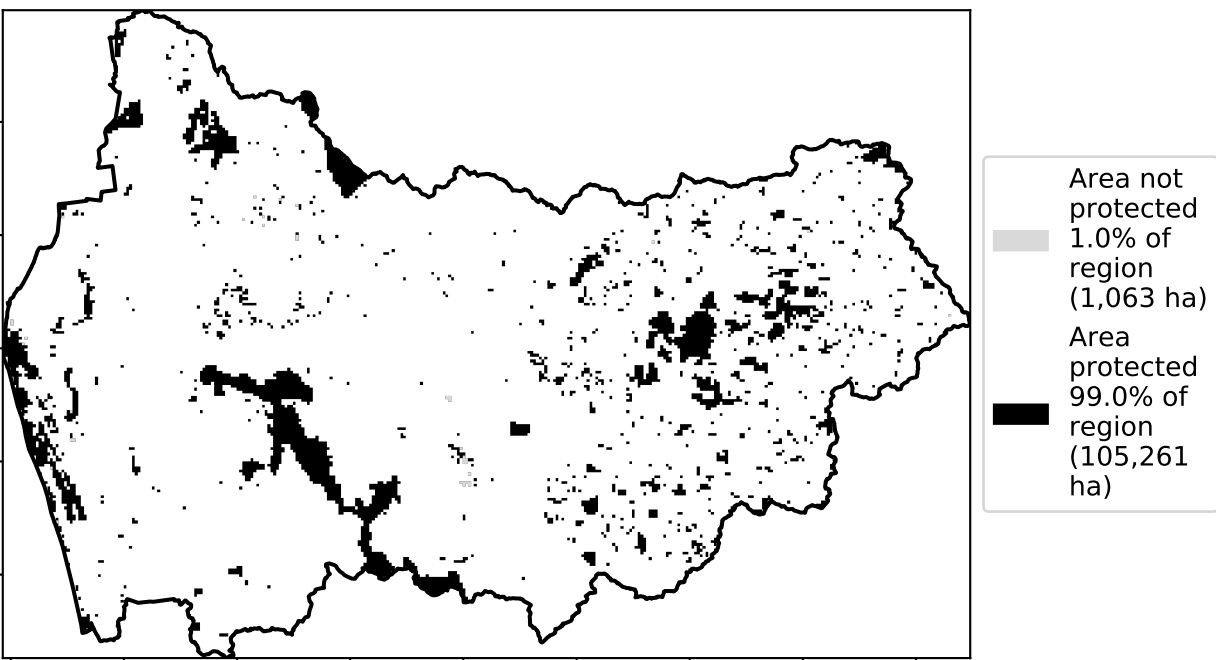 Area not
protected
1.0% of
region
(1,063 ha)
Area
protected
99.0% of
region
(105,261
ha)